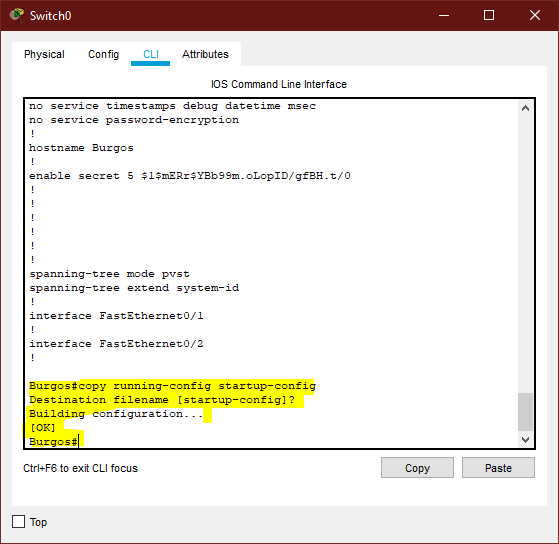 Switch0
Physical Config CLI Attributes
IOS Command Line Interface
no service timestamps debug datetime msec
no service password-encryption
!
hostname Burgos
!
enable secret 5 $1$mERr$YBb99m.oLopID/gfBH.t/0
!
!
!
!
!
!
spanning-tree mode pvst
spanning-tree extend system-id
!
interface FastEthernet0/1
!
interface FastEthernet0/2
!
Burgos#copy running-config startup-config
Destination filename [startup-config]?
Building configuration...
[OK]
Burgos#
Ctrl+F6 to exit CLI focus
Copy Paste
Top